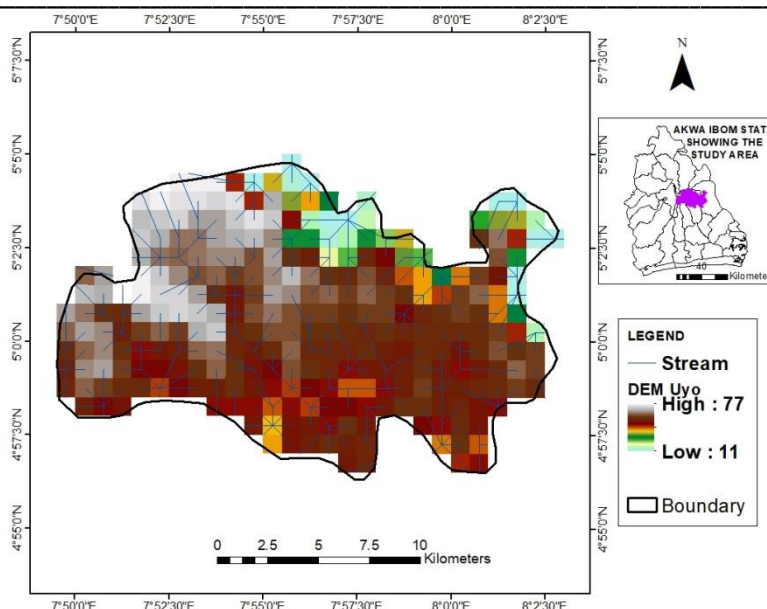 7°50'0"E 7°52'30"E 7°55'0"E 7°57'30"E 8°0'0"E 8°2'30"E
5°7'30"N
5°5'0"N
5°2'30"N
5°0'0"N
4°57'30"N
4°55'0"N
5°7'30"N
5°5'0"N
5°2'30"N
5°0'0"N
4°57'30"N
4°55'0"N
N
AKWA IBOM STAT
SHOWING THE
STUDY AREA
40
Kilomete
LEGEND
Stream
DEM Uyo
High : 77
Low : 11
Boundary
0 2.5 5 7.5 10
Kilometers
7°50'0"E 7°52'30"E 7°55'0"E 7°57'30"E 8°0'0"E 8°2'30"E